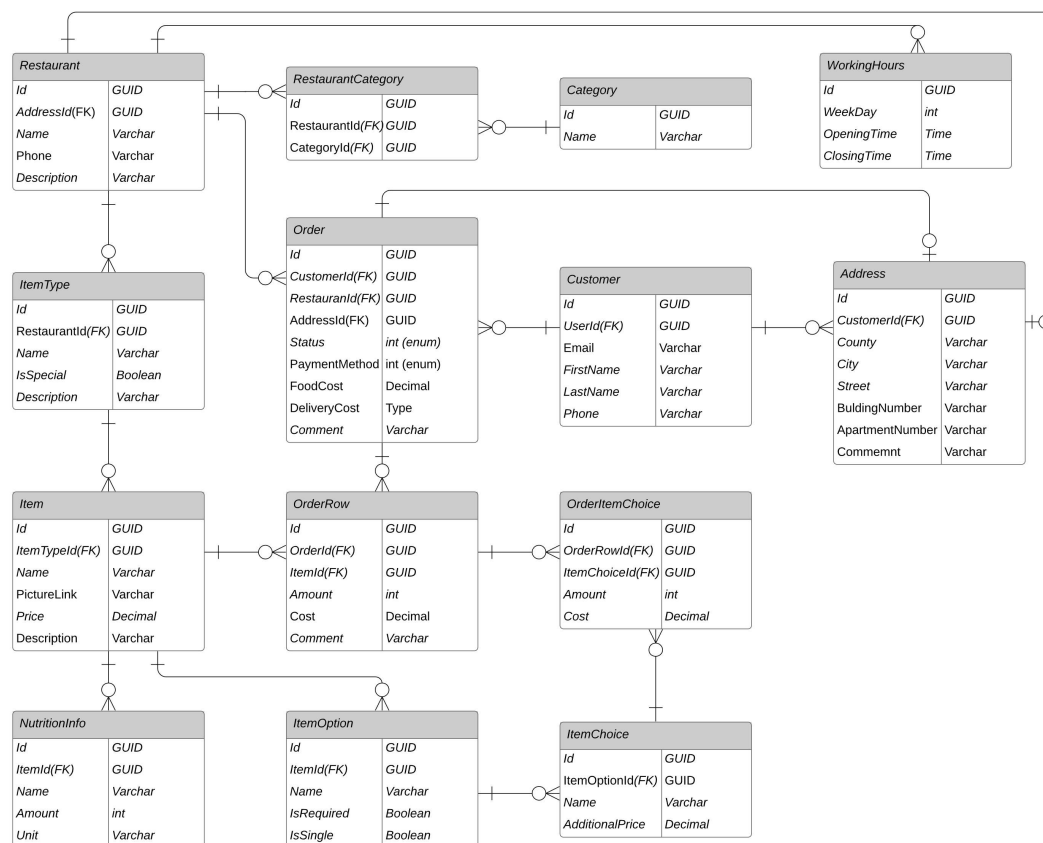 Restaurant
Id GUID
AddressId(FK) GUID
Name Varchar
Phone Varchar
Description Varchar
RestaurantCategory
Id GUID
RestaurantId(FK) GUID
CategoryId(FK) GUID
Category
Id GUID
Name Varchar
WorkingHours
Id GUID
WeekDay int
OpeningTime Time
ClosingTime Time
ItemType
Id GUID
RestaurantId(FK) GUID
Name Varchar
IsSpecial Boolean
Description Varchar
Order
Id GUID
CustomerId(FK) GUID
RestauranId(FK) GUID
AddressId(FK) GUID
Status int (enum)
PaymentMethod int (enum)
FoodCost Decimal
DeliveryCost Type
Comment Varchar
Customer
Id GUID
UserId(FK) GUID
Email Varchar
FirstName Varchar
LastName Varchar
Phone Varchar
Address
Id GUID
CustomerId(FK) GUID
County Varchar
City Varchar
Street Varchar
BuldingNumber Varchar
ApartmentNumber Varchar
Commemnt Varchar
Item
Id GUID
ItemTypeId(FK) GUID
Name Varchar
PictureLink Varchar
Price Decimal
Description Varchar
OrderRow
Id GUID
OrderId(FK) GUID
ItemId(FK) GUID
Amount int
Cost Decimal
Comment Varchar
OrderItemChoice
Id GUID
OrderRowId(FK) GUID
ItemChoiceId(FK) GUID
Amount int
Cost Decimal
NutritionInfo
Id GUID
ItemId(FK) GUID
Name Varchar
Amount int
Unit Varchar
ItemOption
Id GUID
ItemId(FK) GUID
Name Varchar
IsRequired Boolean
IsSingle Boolean
ItemChoice
Id GUID
ItemOptionId(FK) GUID
Name Varchar
AdditionalPrice Decimal